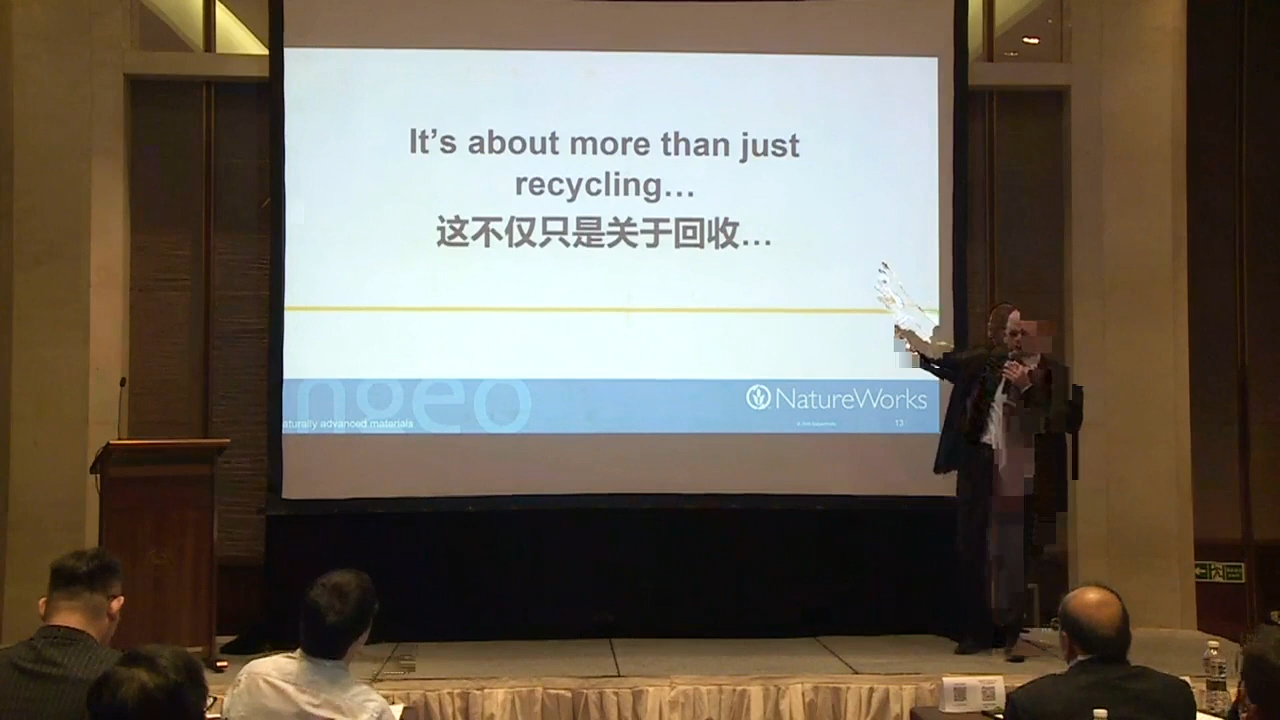 It's about more than just
recycling…
这不仅只是关于回收…
ngeo
NatureWorks
aturally advanced materials
13